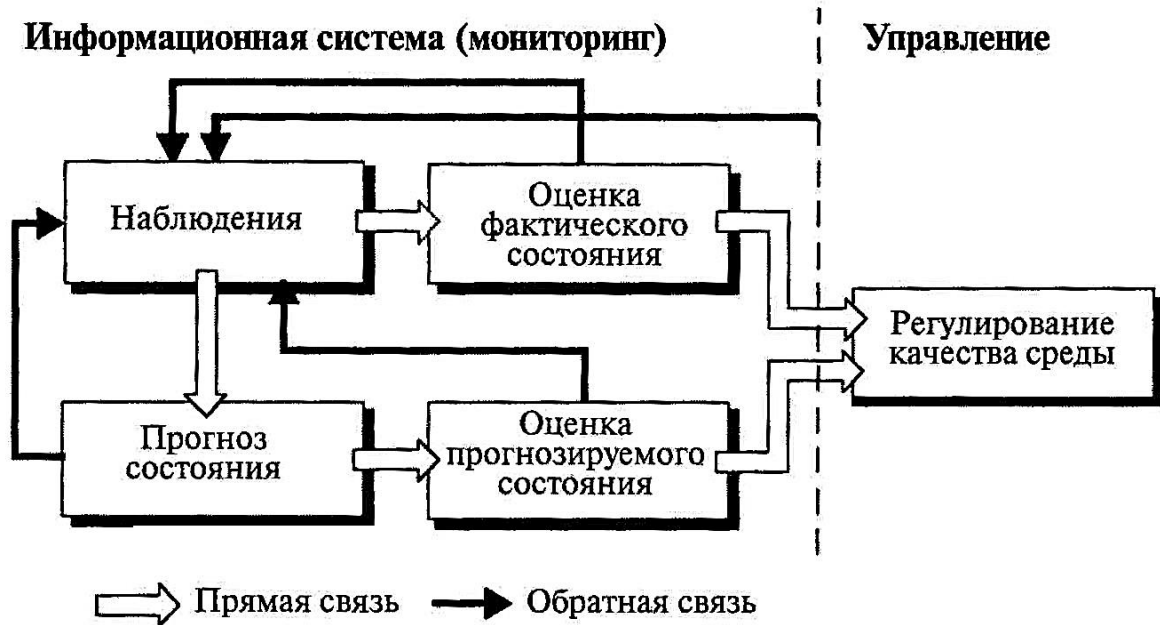 Информационная система (мониторинг)
Управление
Наблюдения
Оценка
фактического
состояния
Регулирование
качества среды
Прогноз
состояния
Оценка
прогнозируемого
состояния
Прямая связь
Обратная связь